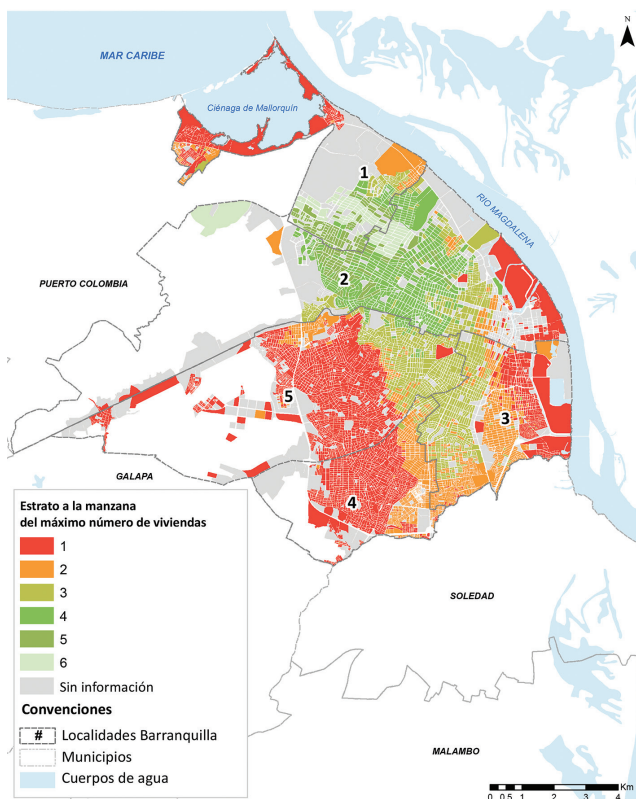 N
MAR CARIBE
Ciénaga de Mallorquín
1
RIO MAGDALENA
PUERTO COLOMBIA
2
5
3
GALAPA
4
Estrato a la manzana
del máximo número de viviendas
1
2
3
4
5
6
Sin información
Convenciones
# Localidades Barranquilla
Municipios
Cuerpos de agua
SOLEDAD
MALAMBO
Km
0 0.5 1 2 3 4